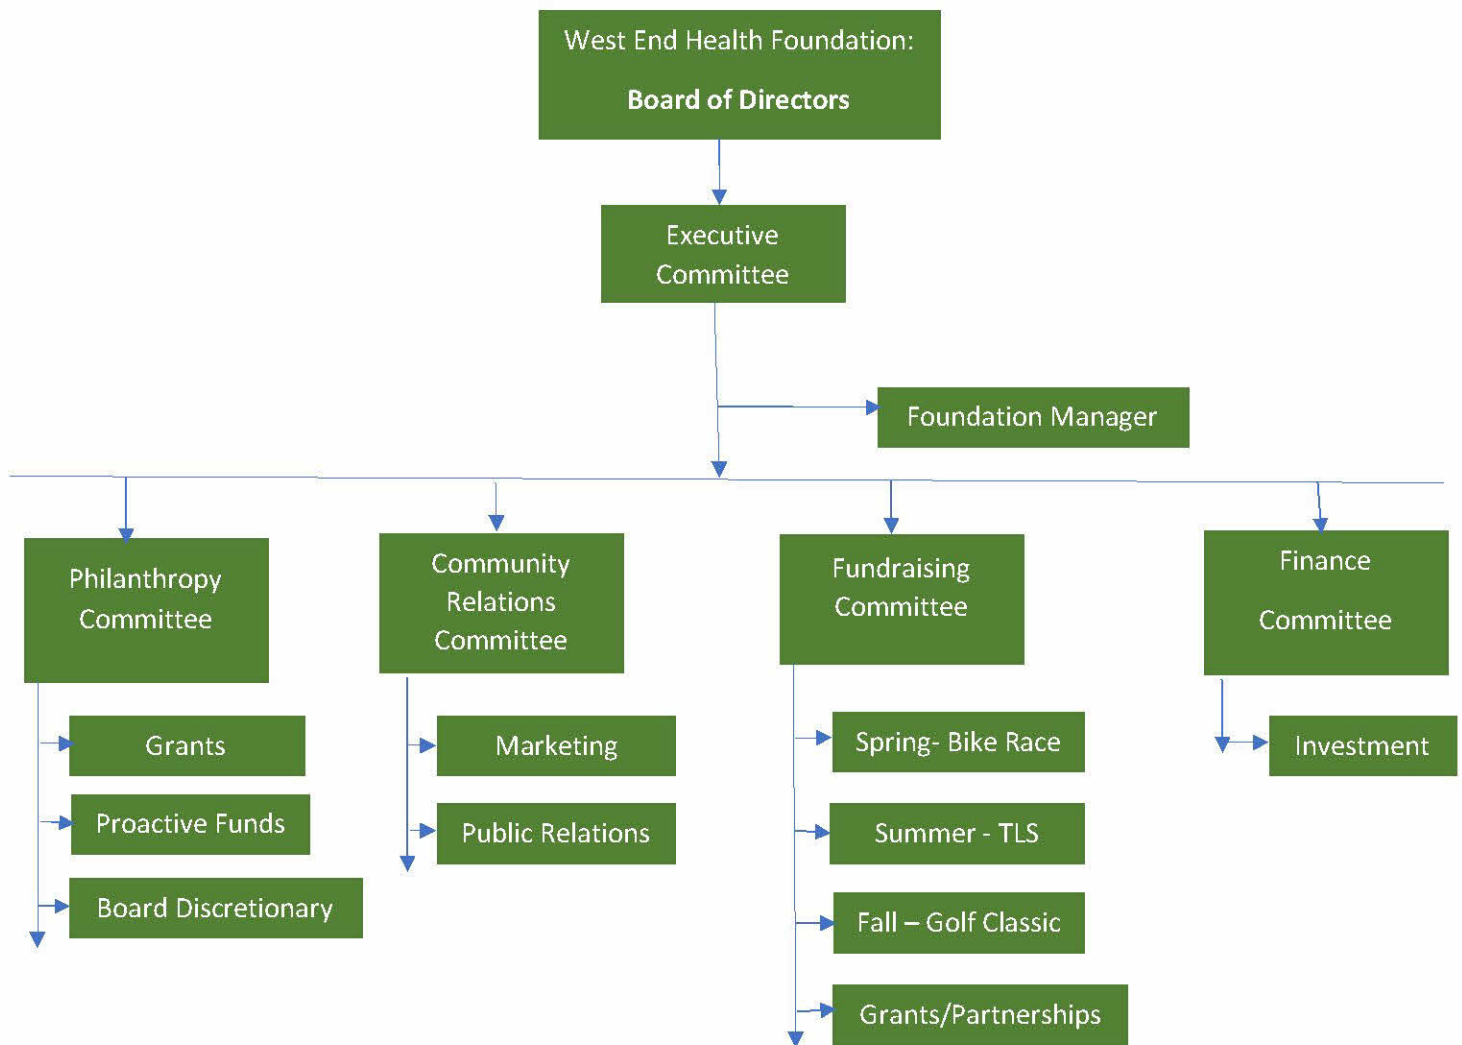 West End Health Foundation:
Board of Directors
Executive
Committee
Foundation Manager
Philanthropy
Committee
Grants
Proactive Funds
Board Discretionary
Community
Relations
Committee
Marketing
Public Relations
Fundraising
Committee
Spring- Bike Race
Summer - TLS
Fall – Golf Classic
Grants/Partnerships
Finance
Committee
Investment